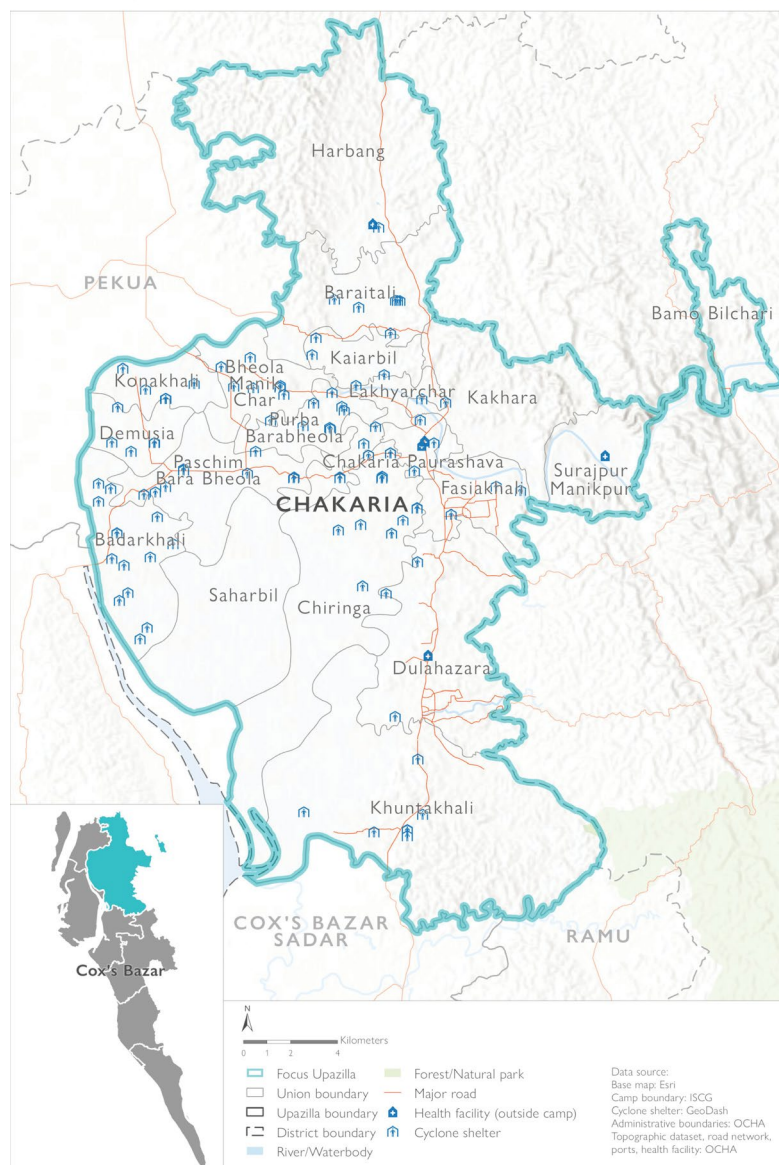 Harbang
PEKUA
Baraitali
Bamo Bilchari
Kaiarbil
Bheola
Manik
Char
Konakhali
Lakhyarchar
Kakhara
Purba
Barabheola
Demusia
Paschim
Bara Bheola
Chakaria Paurashava
Surajpur
Manikpur
Fasiakhali
CHAKARIA
Badarkhali
Saharbil
Chiringa
Dulahazara
Khuntakhali
COX'S BAZAR
SADAR
RAMU
Cox's Bazar
N
Kilometers
0 1 2 4
Focus Upazilla
Union boundary
Upazilla boundary
District boundary
River/Waterbody
Forest/Natural park
Major road
Health facility (outside camp)
Cyclone shelter
Data source:
Base map: Esri
Camp boundary: ISCG
Cyclone shelter: GeoDash
Administrative boundaries: OCHA
Topographic dataset, road network,
ports, health facility: OCHA